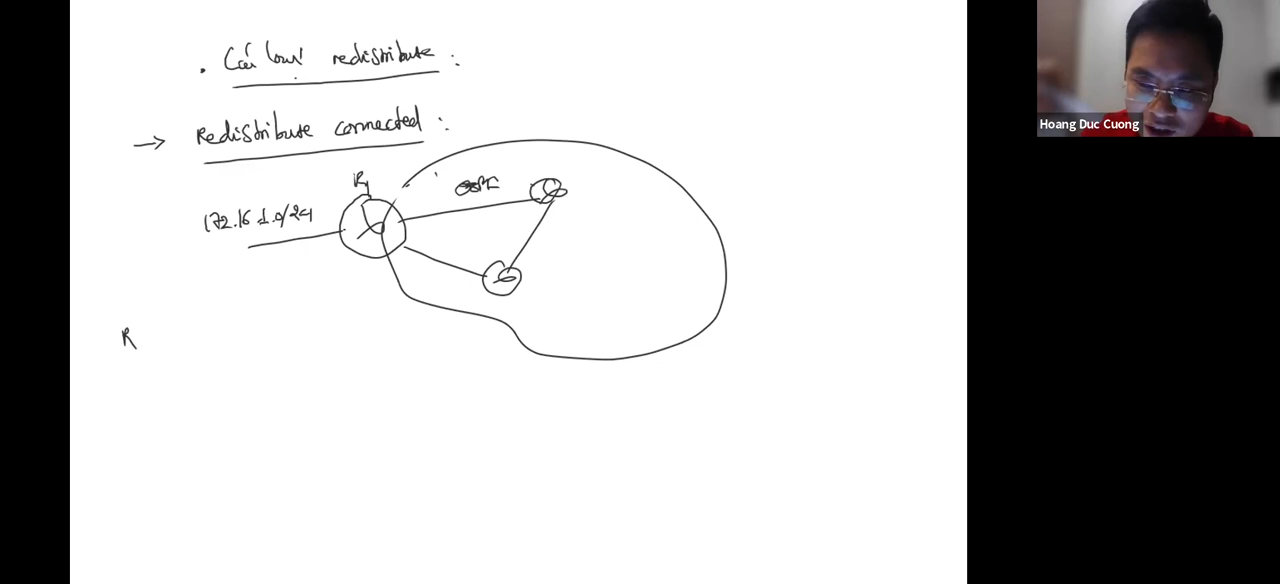 . Các loại redistribute :
→ Redistribute connected :
R1
OSPF
172.16.1.0/24
R
Hoang Duc Cuong